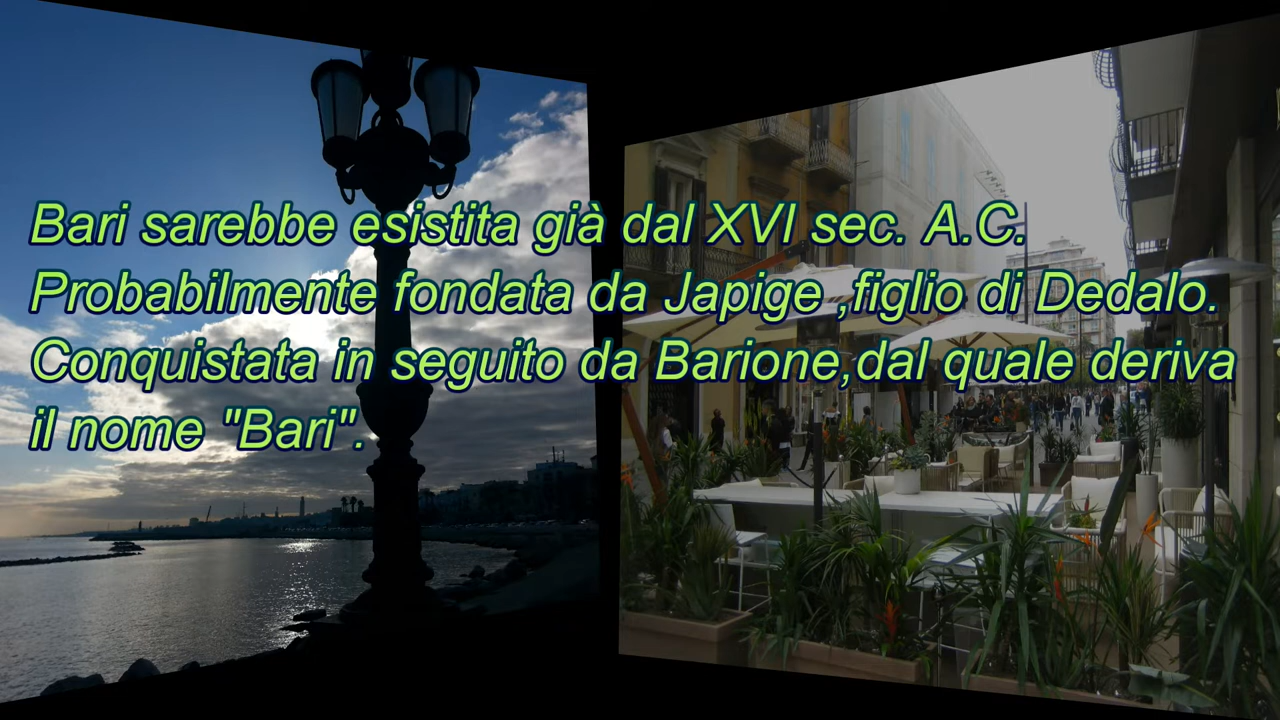 Bari sarebbe esistita già dal XVI sec. A.C.
Probabilmente fondata da Japige ,figlio di Dedalo.
Conquistata in seguito da Barione,dal quale deriva
il nome "Bari".